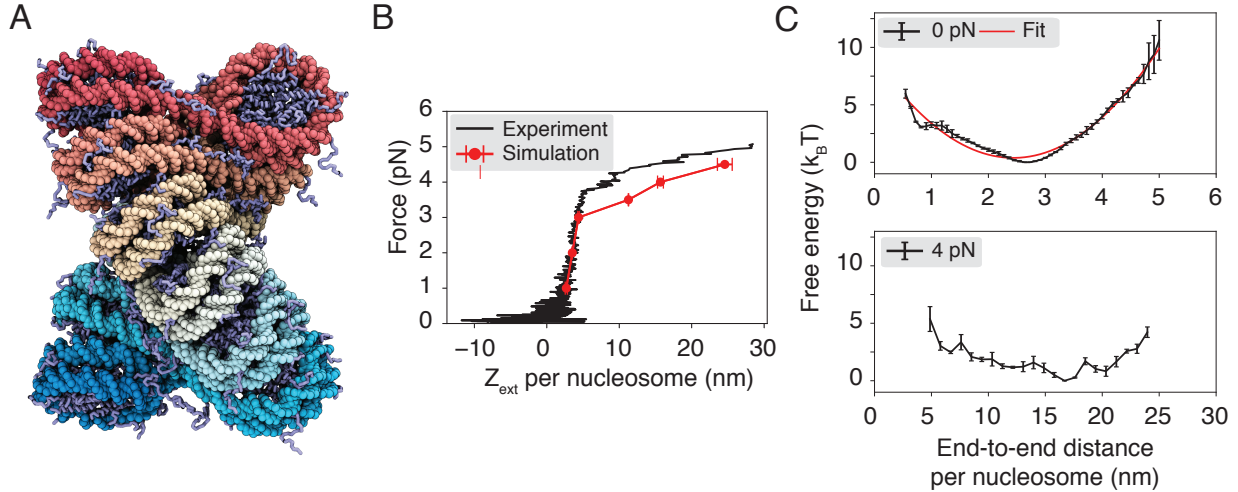 A
B
Force (pN)
6
5
4
3
2
1
0
Experiment
Simulation
−10
0
10
20
30
Z_ext per nucleosome (nm)
C
Free energy (k_BT)
0 pN
Fit
10
5
0
0
1
2
3
4
5
6
4 pN
10
5
0
0
5
10
15
20
25
30
End-to-end distance
per nucleosome (nm)